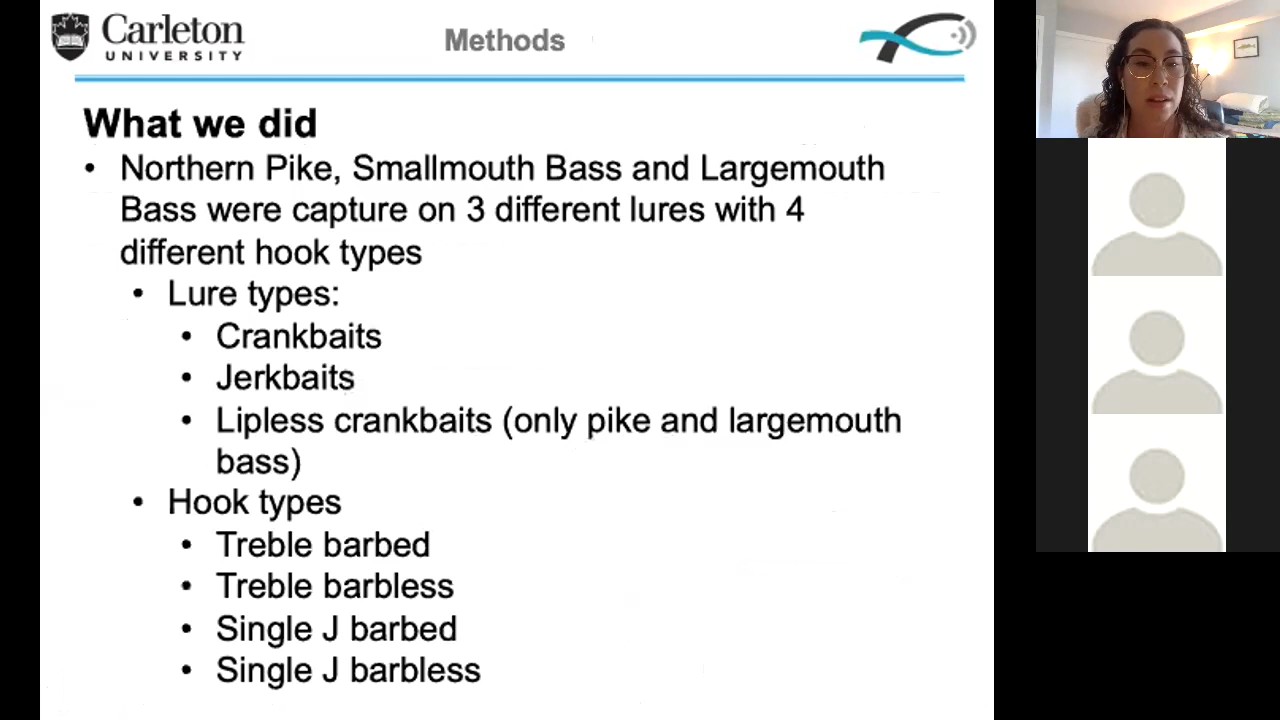 Carleton
UNIVERSITY
Methods
What we did
• Northern Pike, Smallmouth Bass and Largemouth
Bass were capture on 3 different lures with 4
different hook types
• Lure types:
• Crankbaits
• Jerkbaits
• Lipless crankbaits (only pike and largemouth
bass)
• Hook types
• Treble barbed
• Treble barbless
• Single J barbed
• Single J barbless